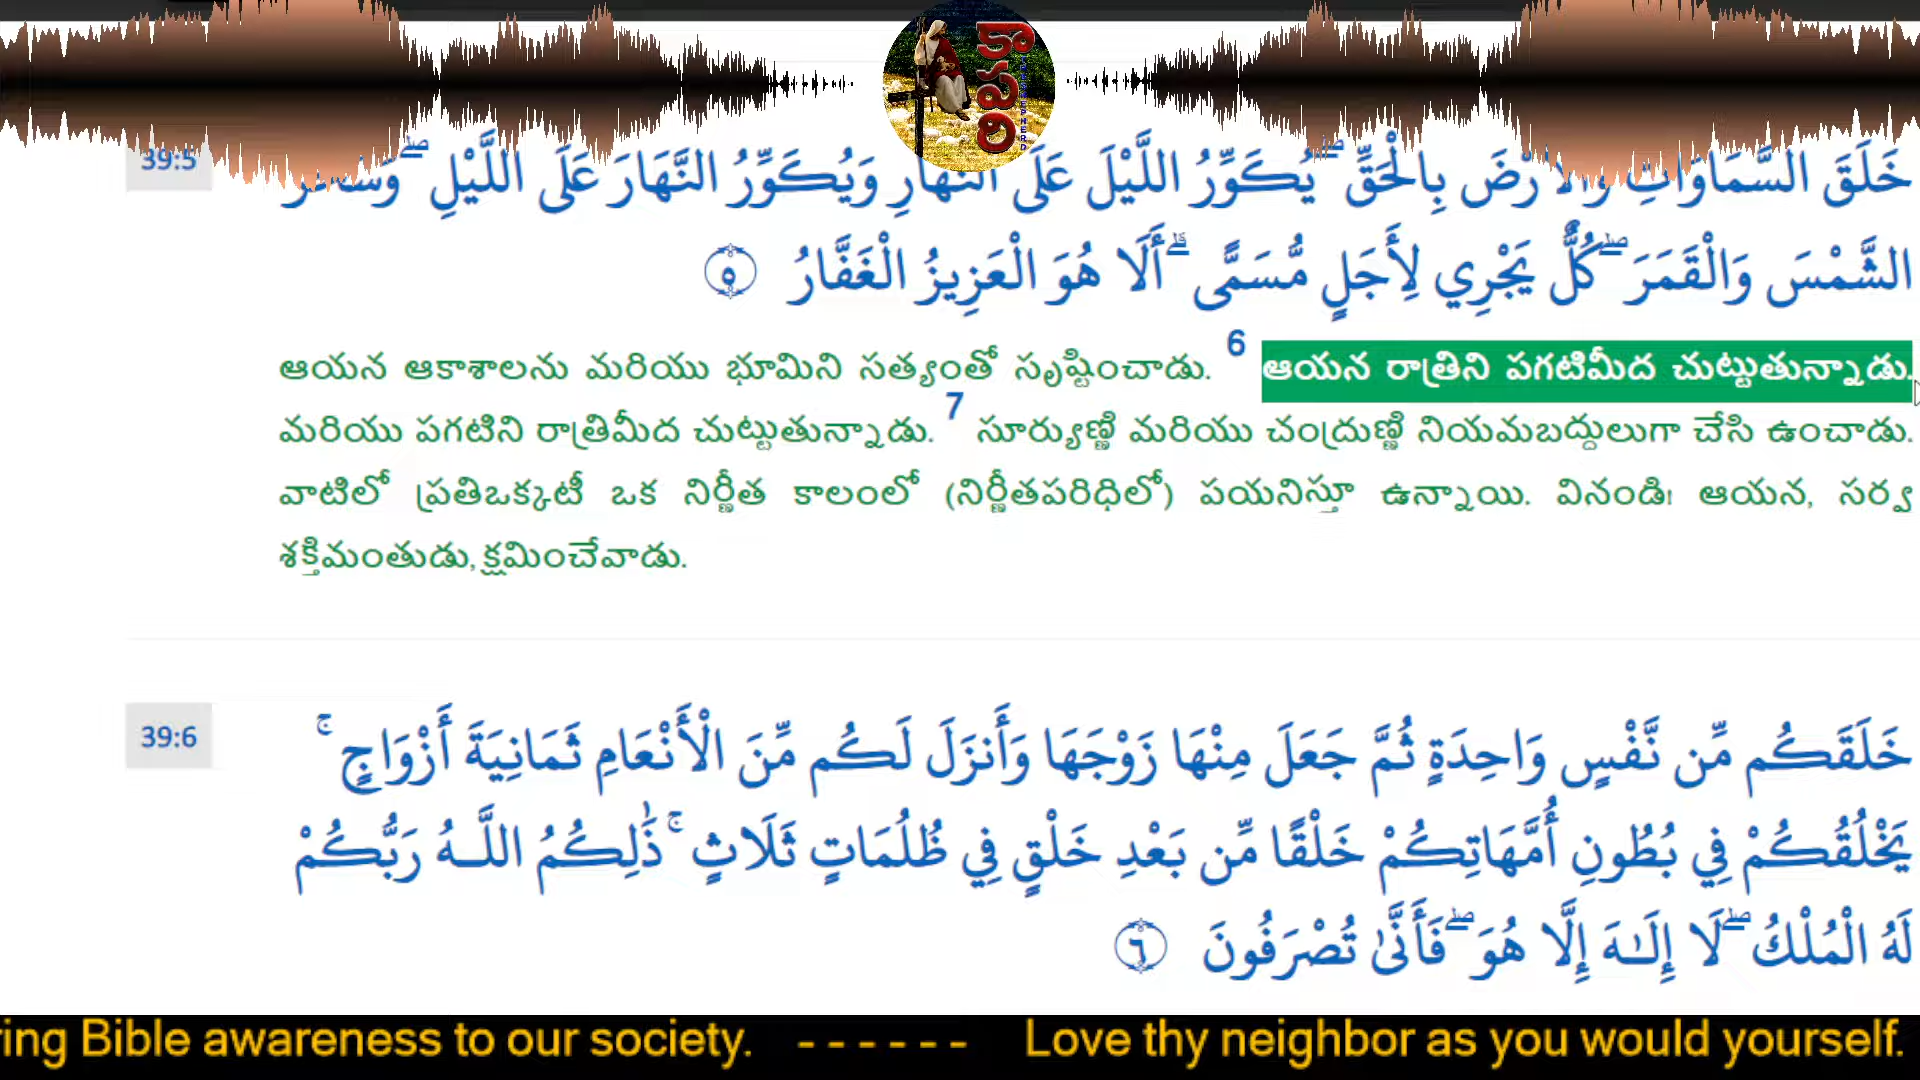 కాపరి
39:5
خَلَقَ السَّمَاوَاتِ وَالْأَرْضَ بِالْحَقِّ ۖ يُكَوِّرُ اللَّيْلَ عَلَى النَّهَارِ وَيُكَوِّرُ النَّهَارَ عَلَى اللَّيْلِ ۖ
الشَّمْسَ وَالْقَمَرَ ۖ كُلٌّ يَجْرِي لِأَجَلٍ مُّسَمًّى ۗ أَلَا هُوَ الْعَزِيزُ الْغَفَّارُ ﴿٥﴾
ఆయన ఆకాశాలను మరియు భూమిని సత్యంతో సృష్టించాడు. 6 ఆయన రాత్రిని పగటిమీద చుట్టుతున్నాడు.
మరియు పగటిని రాత్రిమీద చుట్టుతున్నాడు. 7 సూర్యుణ్ణి మరియు చంద్రుణ్ణి నియమబద్దులుగా చేసి ఉంచాడు.
వాటిలో ప్రతిఒక్కటీ ఒక నిర్ణీత కాలంలో (నిర్ణీతపరిధిలో) పయనిస్తూ ఉన్నాయి. వినండి! ఆయన, సర్వ
శక్తిమంతుడు, క్షమించేవాడు.
39:6
خَلَقَكُم مِّن نَّفْسٍ وَاحِدَةٍ ثُمَّ جَعَلَ مِنْهَا زَوْجَهَا وَأَنزَلَ لَكُم مِّنَ الْأَنْعَامِ ثَمَانِيَةَ أَزْوَاجٍ ۚ
يَخْلُقُكُمْ فِي بُطُونِ أُمَّهَاتِكُمْ خَلْقًا مِّن بَعْدِ خَلْقٍ فِي ظُلُمَاتٍ ثَلَاثٍ ۚ ذَٰلِكُمُ اللَّـهُ رَبُّكُمْ
لَهُ الْمُلْكُ ۖ لَا إِلَـٰهَ إِلَّا هُوَ ۖ فَأَنَّىٰ تُصْرَفُونَ ﴿٦﴾
ring Bible awareness to our society. - - - - - - Love thy neighbor as you would yourself.